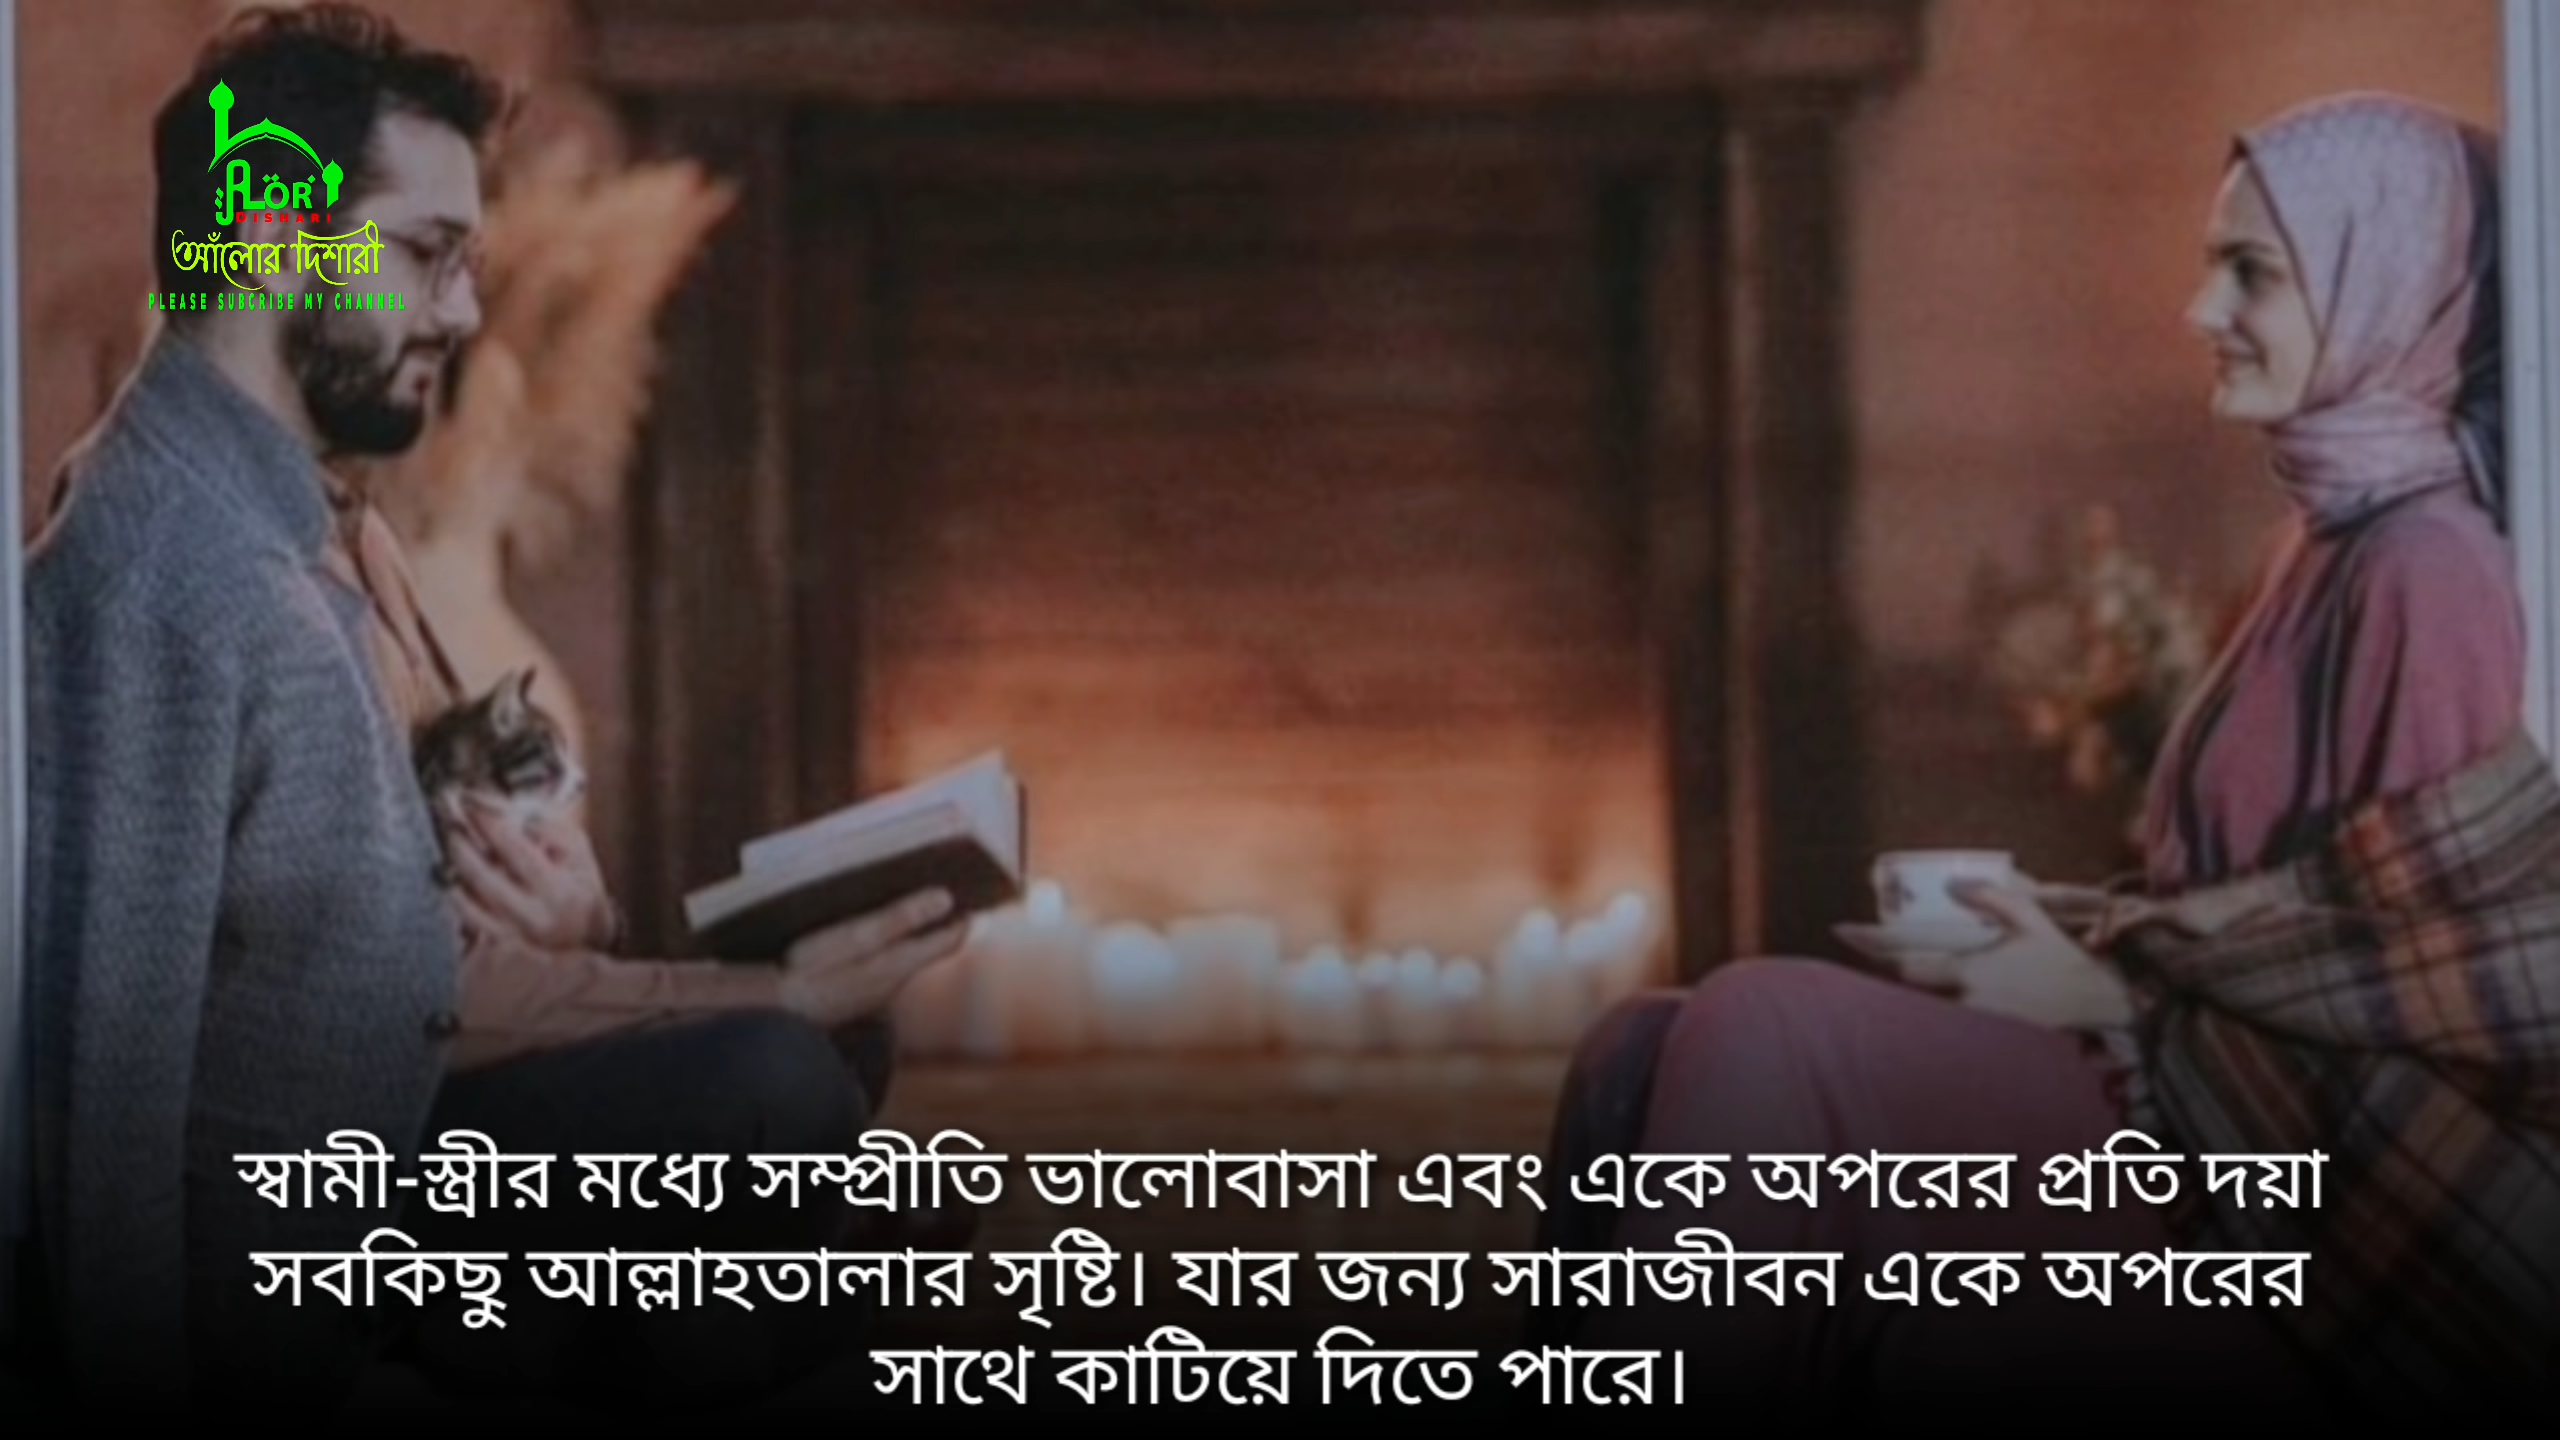 ALOR
DISHARI
আঁলোর দিশারী
PLEASE SUBCRIBE MY CHANNEL
স্বামী-স্ত্রীর মধ্যে সম্প্রীতি ভালোবাসা এবং একে অপরের প্রতি দয়া
সবকিছু আল্লাহতালার সৃষ্টি। যার জন্য সারাজীবন একে অপরের
সাথে কাটিয়ে দিতে পারে।